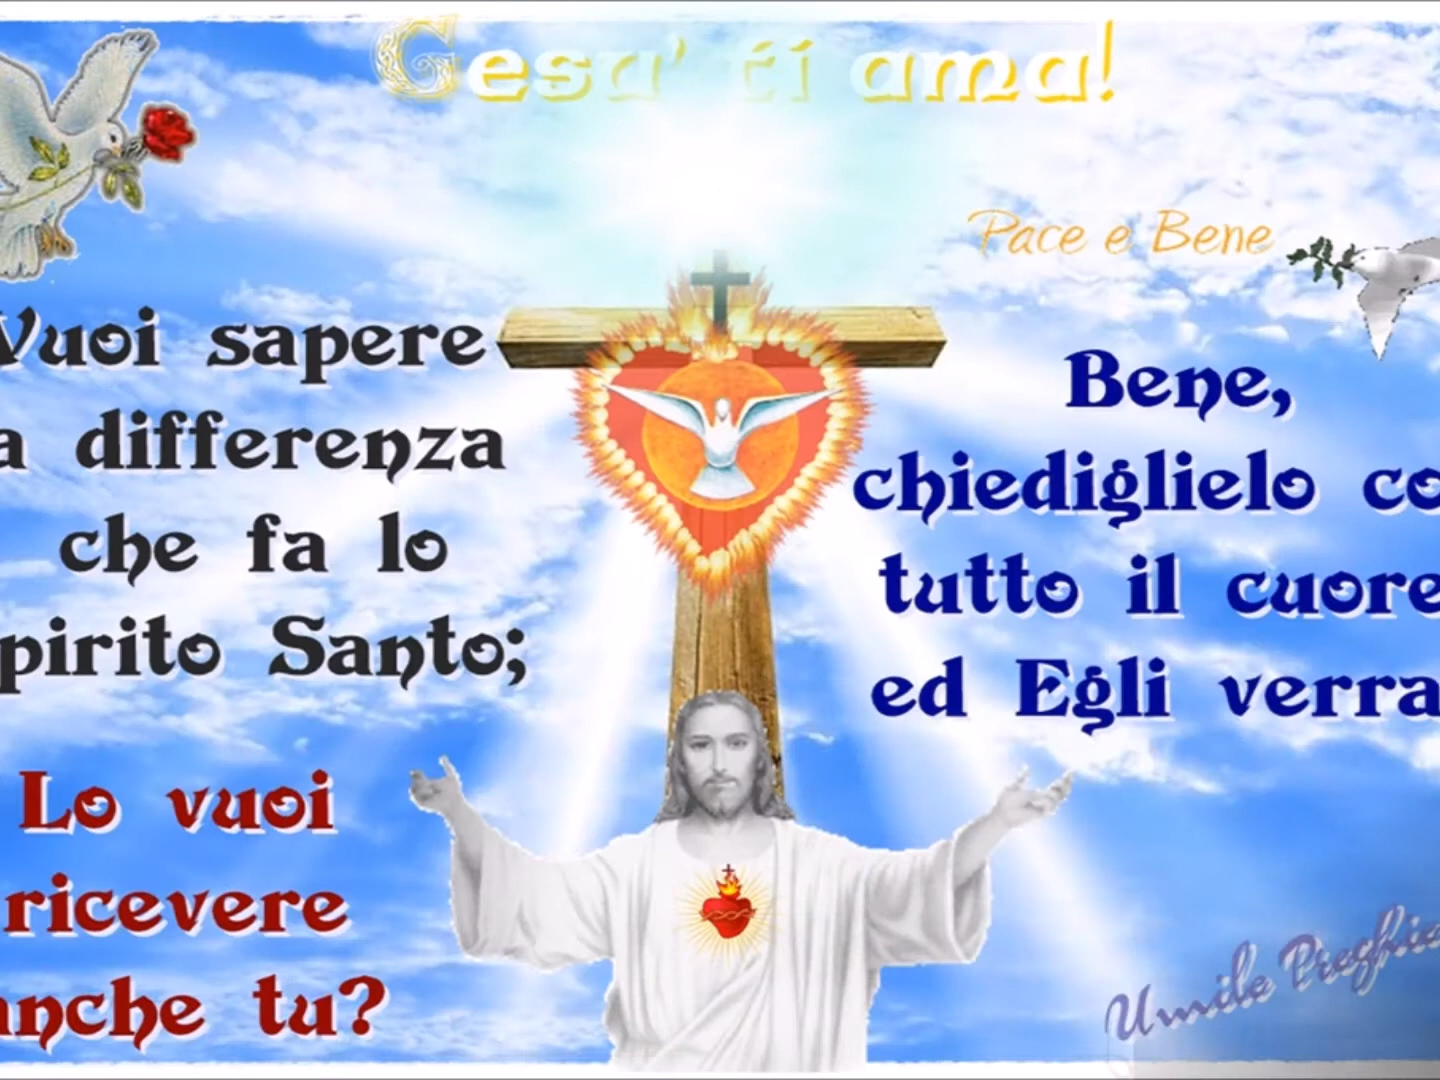 Gesu' ti ama!
Pace e Bene
Vuoi sapere
a differenza
che fa lo
pirito Santo;
Lo vuoi
ricevere
anche tu?
Bene,
chiediglielo co
tutto il cuore
ed Egli verra
Umile Preghie